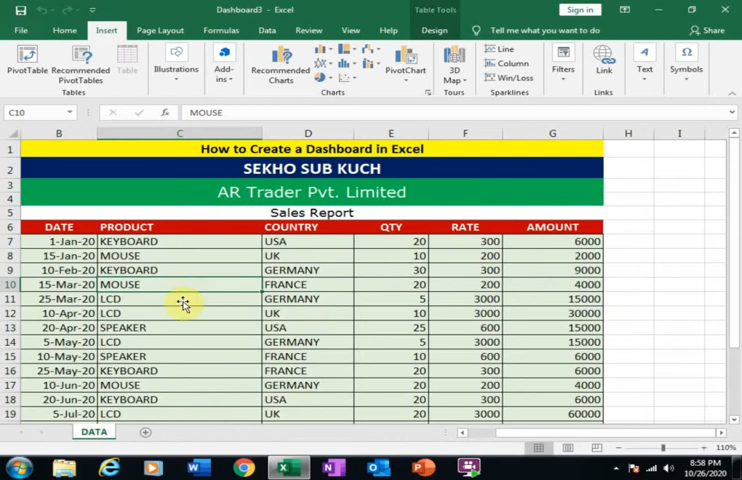 Dashboard3 - Excel
Table Tools
Sign in
File Home Insert Page Layout Formulas Data Review View Help Design Tell me what you want to do... Share
PivotTable Recommended PivotTables Table Illustrations Add-ins Recommended Charts PivotChart 3D Map Line Column Win/Loss Filters Link Text Symbols
Tables Charts Tours Sparklines Links
C10 fx MOUSE
B C D E F G H I
1 How to Create a Dashboard in Excel
2 SEKHO SUB KUCH
3
4 AR Trader Pvt. Limited
5 Sales Report
6 DATE PRODUCT COUNTRY QTY RATE AMOUNT
7 1-Jan-20 KEYBOARD USA 20 300 6000
8 15-Jan-20 MOUSE UK 10 200 2000
9 10-Feb-20 KEYBOARD GERMANY 30 300 9000
10 15-Mar-20 MOUSE FRANCE 20 200 4000
11 25-Mar-20 LCD GERMANY 5 3000 15000
12 10-Apr-20 LCD UK 10 3000 30000
13 20-Apr-20 SPEAKER USA 25 600 15000
14 5-May-20 LCD GERMANY 5 3000 15000
15 10-May-20 SPEAKER FRANCE 10 600 6000
16 25-May-20 KEYBOARD FRANCE 20 300 6000
17 10-Jun-20 MOUSE GERMANY 20 200 4000
18 20-Jun-20 KEYBOARD USA 20 300 6000
19 5-Jul-20 LCD UK 20 3000 60000
DATA
110%
8:58 PM
10/26/2020